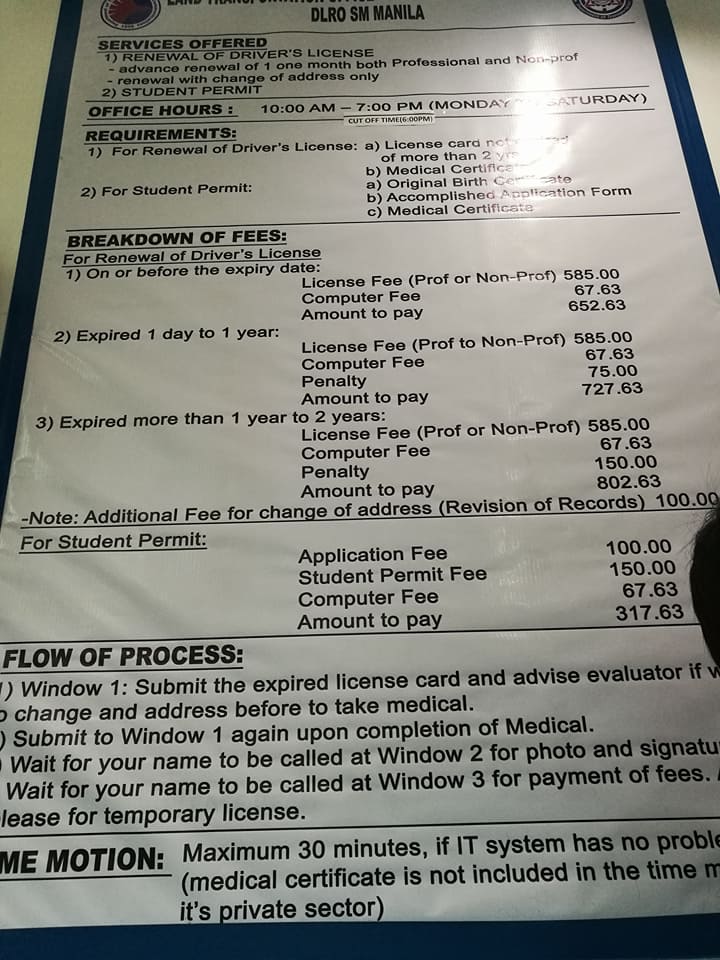 DLRO SM MANILA
SERVICES OFFERED
1) RENEWAL OF DRIVER'S LICENSE
- advance renewal of 1 one month both Professional and Non-prof
- renewal with change of address only
2) STUDENT PERMIT
OFFICE HOURS : 10:00 AM – 7:00 PM (MONDAY SATURDAY)
CUT OFF TIME(6:00PM)
REQUIREMENTS:
1) For Renewal of Driver's License: a) License card
of more than 2
b) Medical
2) For Student Permit: a) Original Birth
b) Accomplished Application Form
c) Medical Certificate
BREAKDOWN OF FEES:
For Renewal of Driver's License
1) On or before the expiry date:
License Fee (Prof or Non-Prof) 585.00
Computer Fee 67.63
Amount to pay 652.63
2) Expired 1 day to 1 year:
License Fee (Prof to Non-Prof) 585.00
Computer Fee 67.63
Penalty 75.00
Amount to pay 727.63
3) Expired more than 1 year to 2 years:
License Fee (Prof or Non-Prof) 585.00
Computer Fee 67.63
Penalty 150.00
Amount to pay 802.63
-Note: Additional Fee for change of address (Revision of Records) 100.00
For Student Permit:
Application Fee 100.00
Student Permit Fee 150.00
Computer Fee 67.63
Amount to pay 317.63
FLOW OF PROCESS:
) Window 1: Submit the expired license card and advise evaluator if
change and address before to take medical.
) Submit to Window 1 again upon completion of Medical.
Wait for your name to be called at Window 2 for photo and
Wait for your name to be called at Window 3 for payment of fees.
for temporary license.
MOTION: Maximum 30 minutes, if IT system has no
(medical certificate is not included in the time
it's private sector)